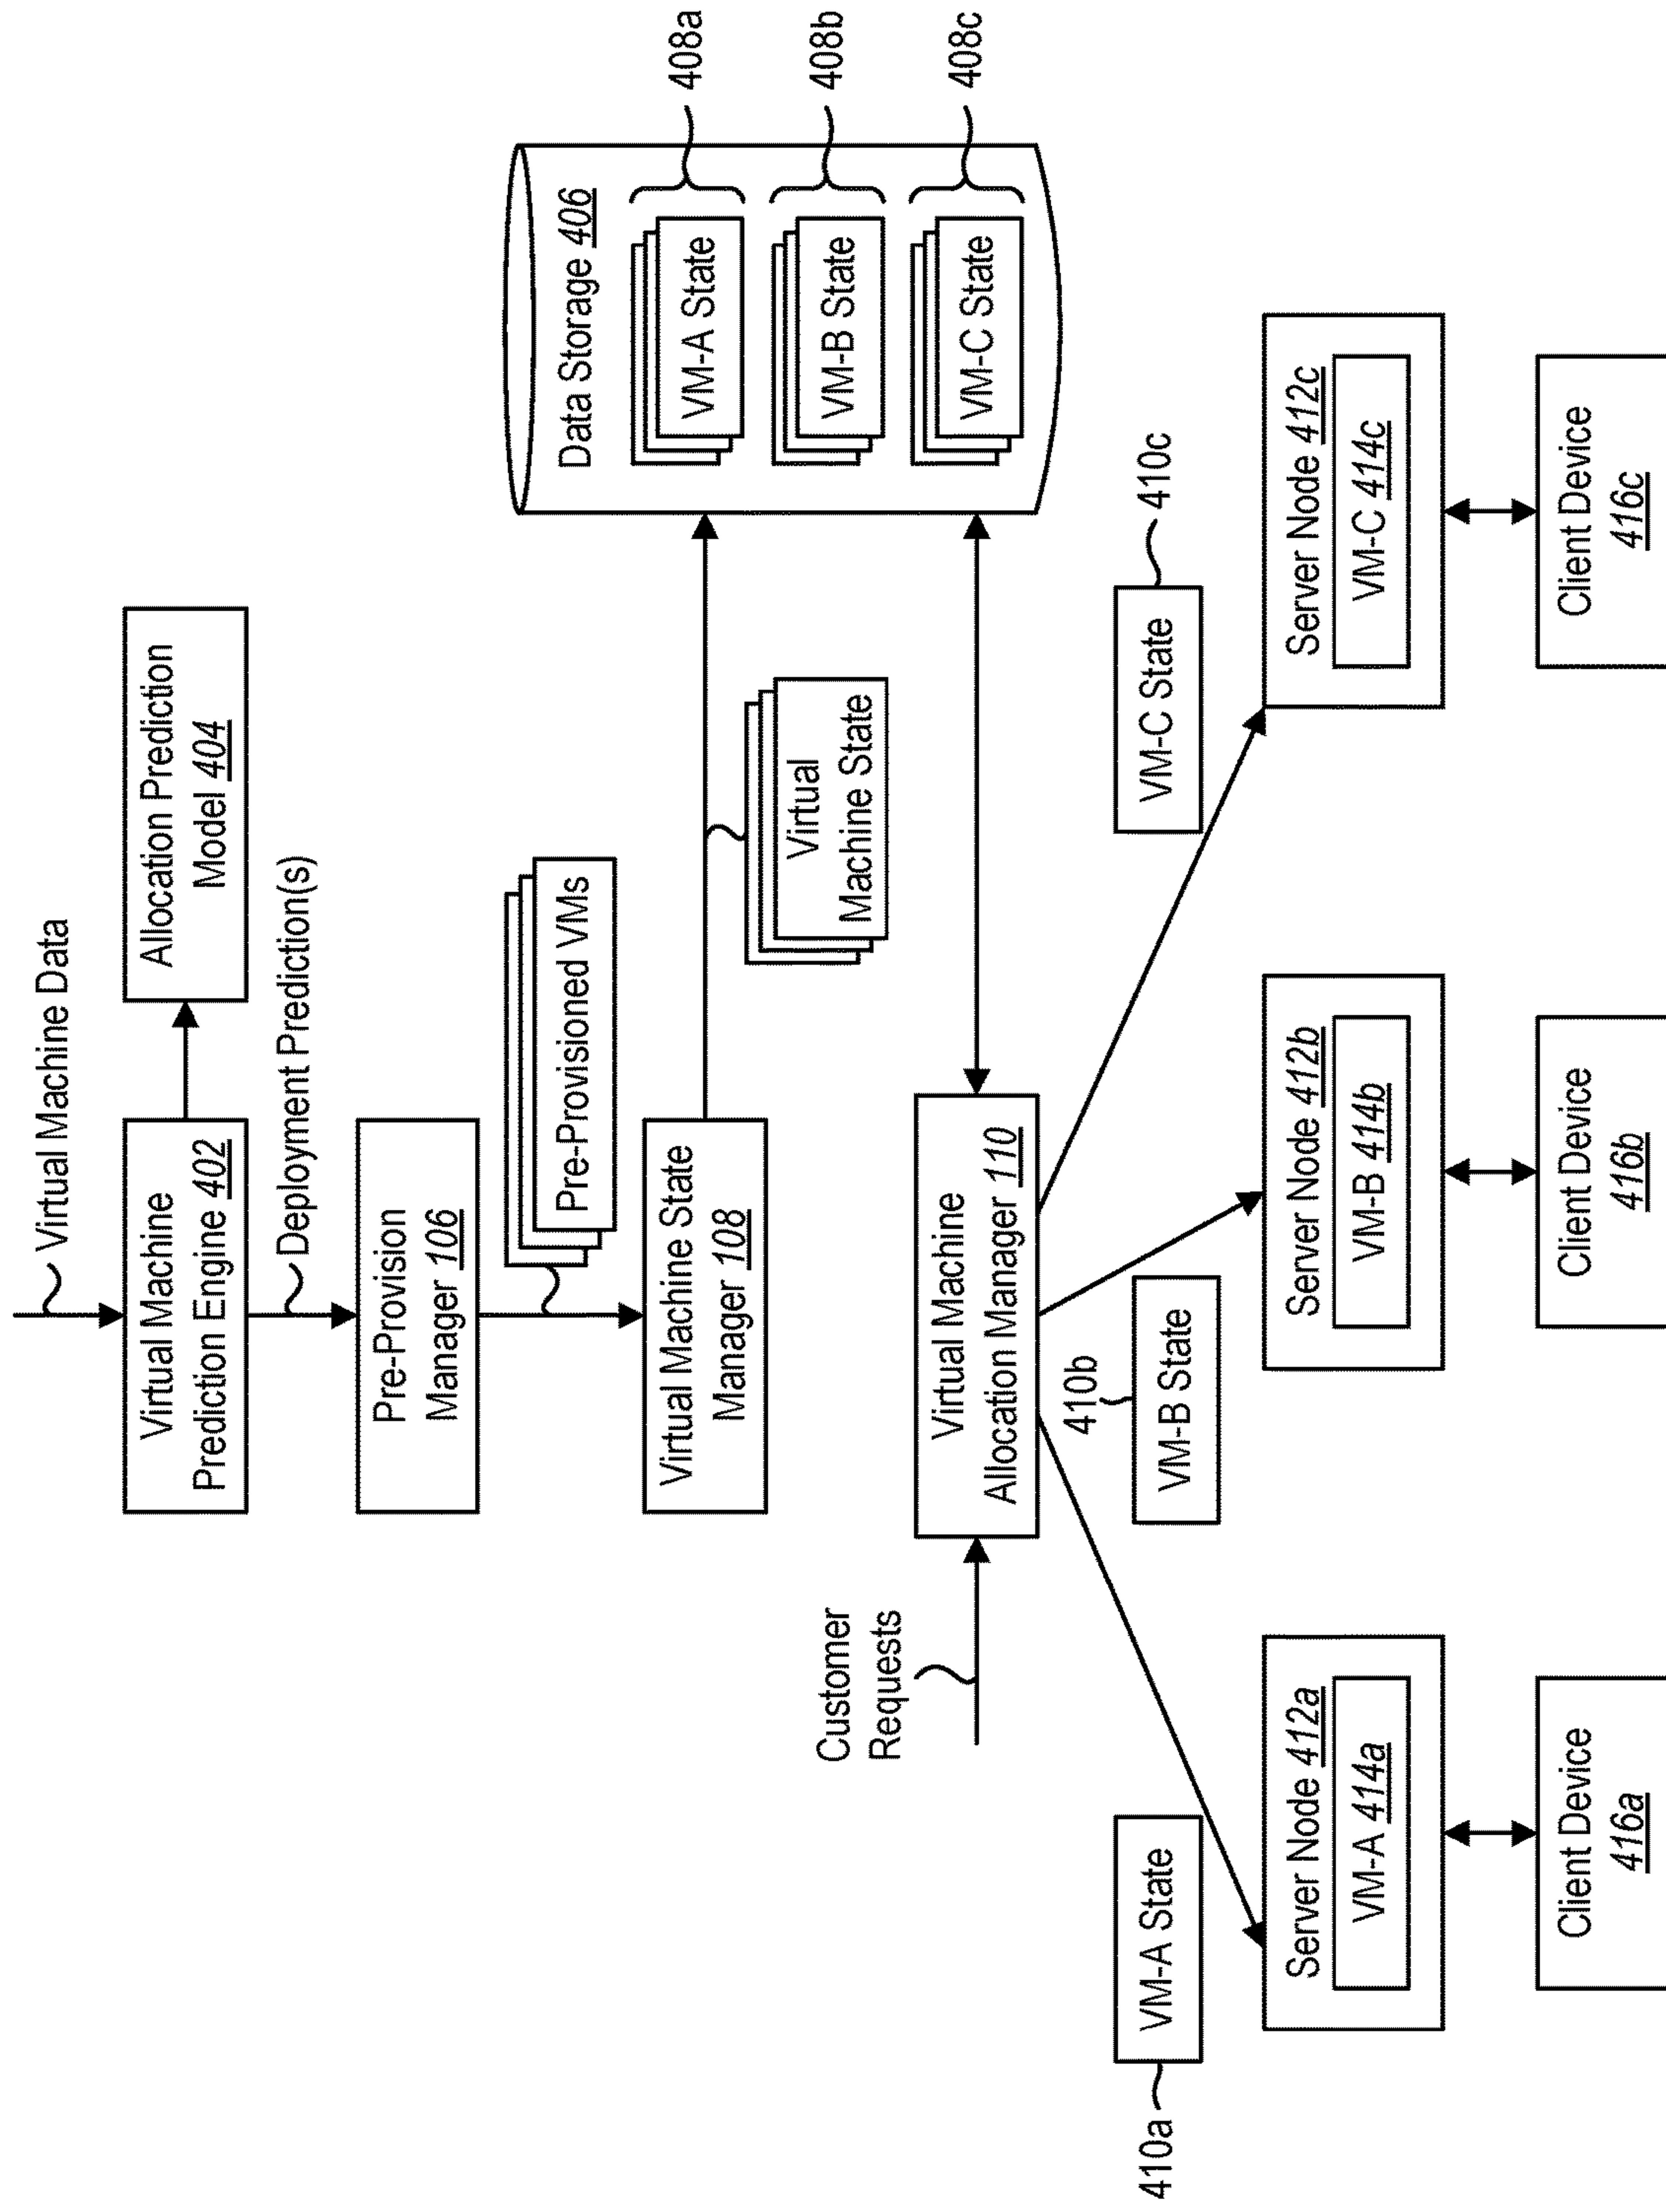 Virtual Machine Data
Virtual Machine
Prediction Engine 402
Allocation Prediction
Model 404
Deployment Prediction(s)
Pre-Provision
Manager 106
Pre-Provisioned VMs
Virtual Machine State
Manager 108
Virtual
Machine State
Data Storage 406
VM-A State
408a
VM-B State
408b
VM-C State
408c
Customer
Requests
Virtual Machine
Allocation Manager 110
410a
VM-A State
410b
VM-B State
VM-C State
410c
Server Node 412a
VM-A 414a
Server Node 412b
VM-B 414b
Server Node 412c
VM-C 414c
Client Device
416a
Client Device
416b
Client Device
416c